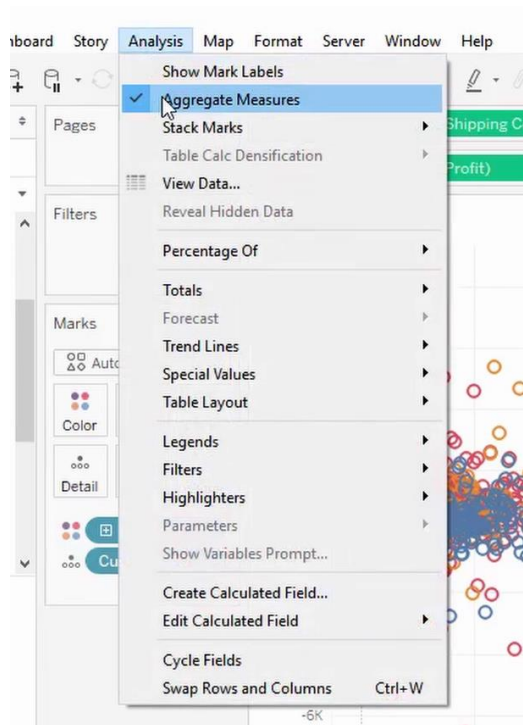 board Story Analysis Map Format Server Window Help
Show Mark Labels
Aggregate Measures
Stack Marks
Table Calc Densification
View Data...
Reveal Hidden Data
Percentage Of
Totals
Forecast
Trend Lines
Special Values
Table Layout
Legends
Filters
Highlighters
Parameters
Show Variables Prompt...
Create Calculated Field...
Edit Calculated Field
Cycle Fields
Swap Rows and Columns Ctrl+W
Pages
Filters
Marks
Auto
Color
Detail
Cu
Shipping C
Profit)
-6K